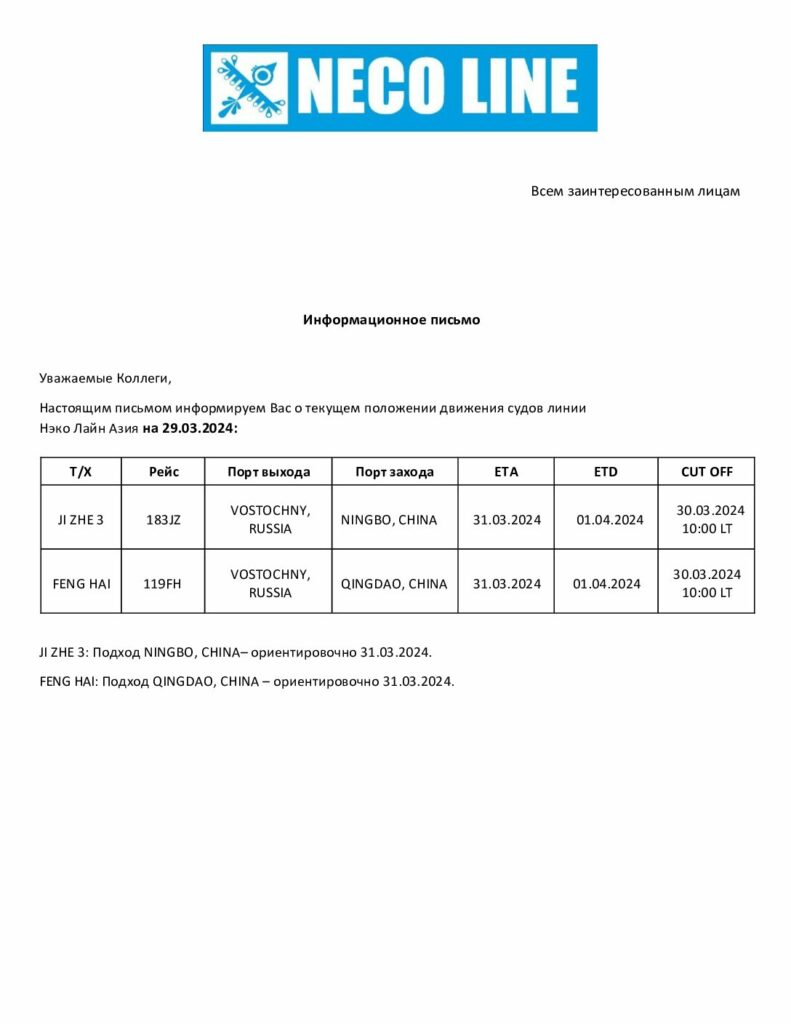 NECO LINE
Всем заинтересованным лицам
Информационное письмо
Уважаемые Коллеги,
Настоящим письмом информируем Вас о текущем положении движения судов линии
Нэко Лайн Азия на 29.03.2024:
Т/Х Рейс Порт выхода Порт захода ETA ETD CUT OFF
JI ZHE 3 183JZ VOSTOCHNY, RUSSIA NINGBO, CHINA 31.03.2024 01.04.2024 30.03.2024 10:00 LT
FENG HAI 119FH VOSTOCHNY, RUSSIA QINGDAO, CHINA 31.03.2024 01.04.2024 30.03.2024 10:00 LT
JI ZHE 3: Подход NINGBO, CHINA– ориентировочно 31.03.2024.
FENG HAI: Подход QINGDAO, CHINA – ориентировочно 31.03.2024.